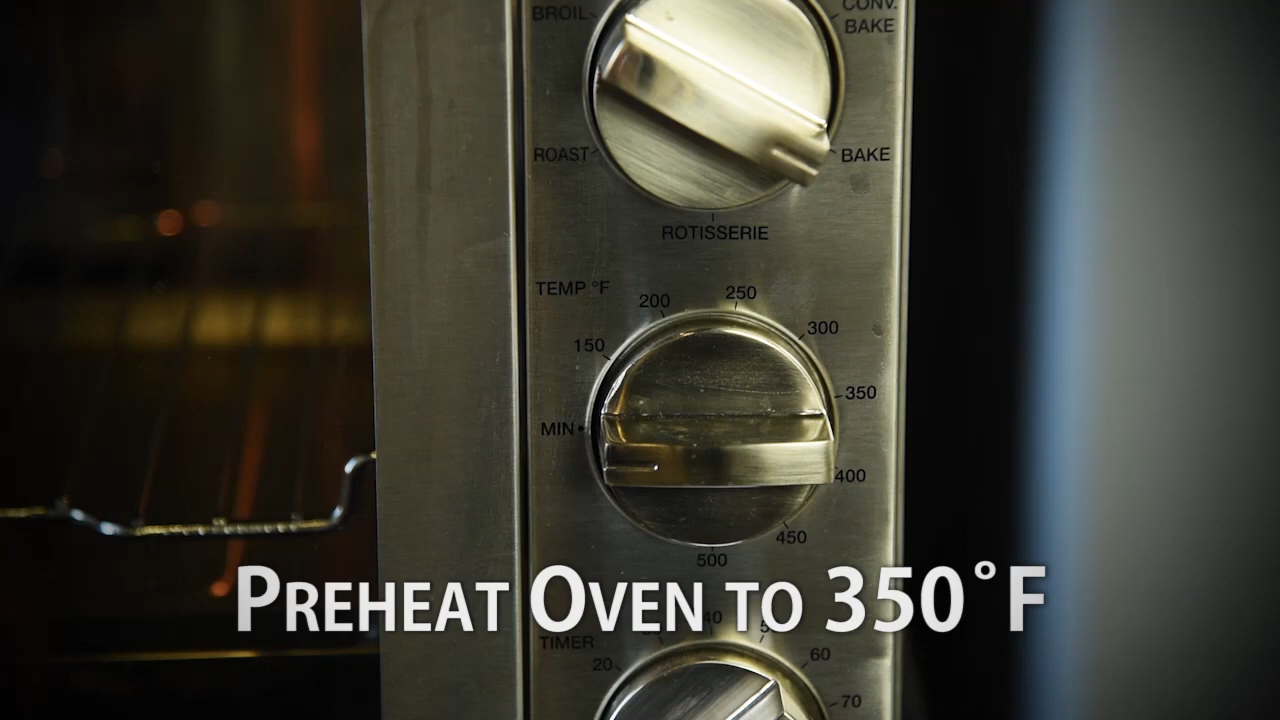 BROIL
CONV.
BAKE
ROAST
BAKE
ROTISSERIE
TEMP °F
200
250
150
300
350
MIN
400
450
500
PREHEAT OVEN TO 350°F
40
TIMER
20
60
70